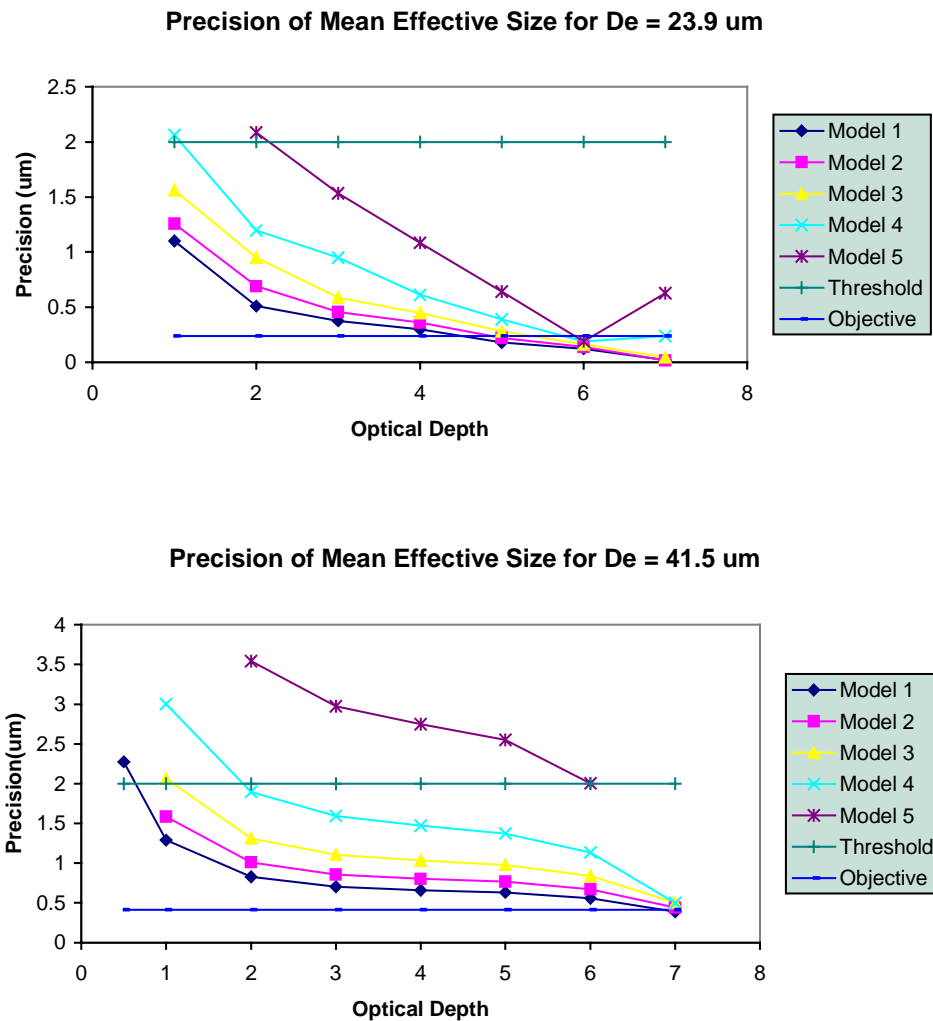 Precision of Mean Effective Size for De = 23.9 um
2.5
2
1.5
1
0.5
0
Precision (um)
0 2 4 6 8
Optical Depth
Model 1
Model 2
Model 3
Model 4
Model 5
Threshold
Objective
Precision of Mean Effective Size for De = 41.5 um
4
3.5
3
2.5
2
1.5
1
0.5
0
Precision(um)
0 1 2 3 4 5 6 7 8
Optical Depth
Model 1
Model 2
Model 3
Model 4
Model 5
Threshold
Objective